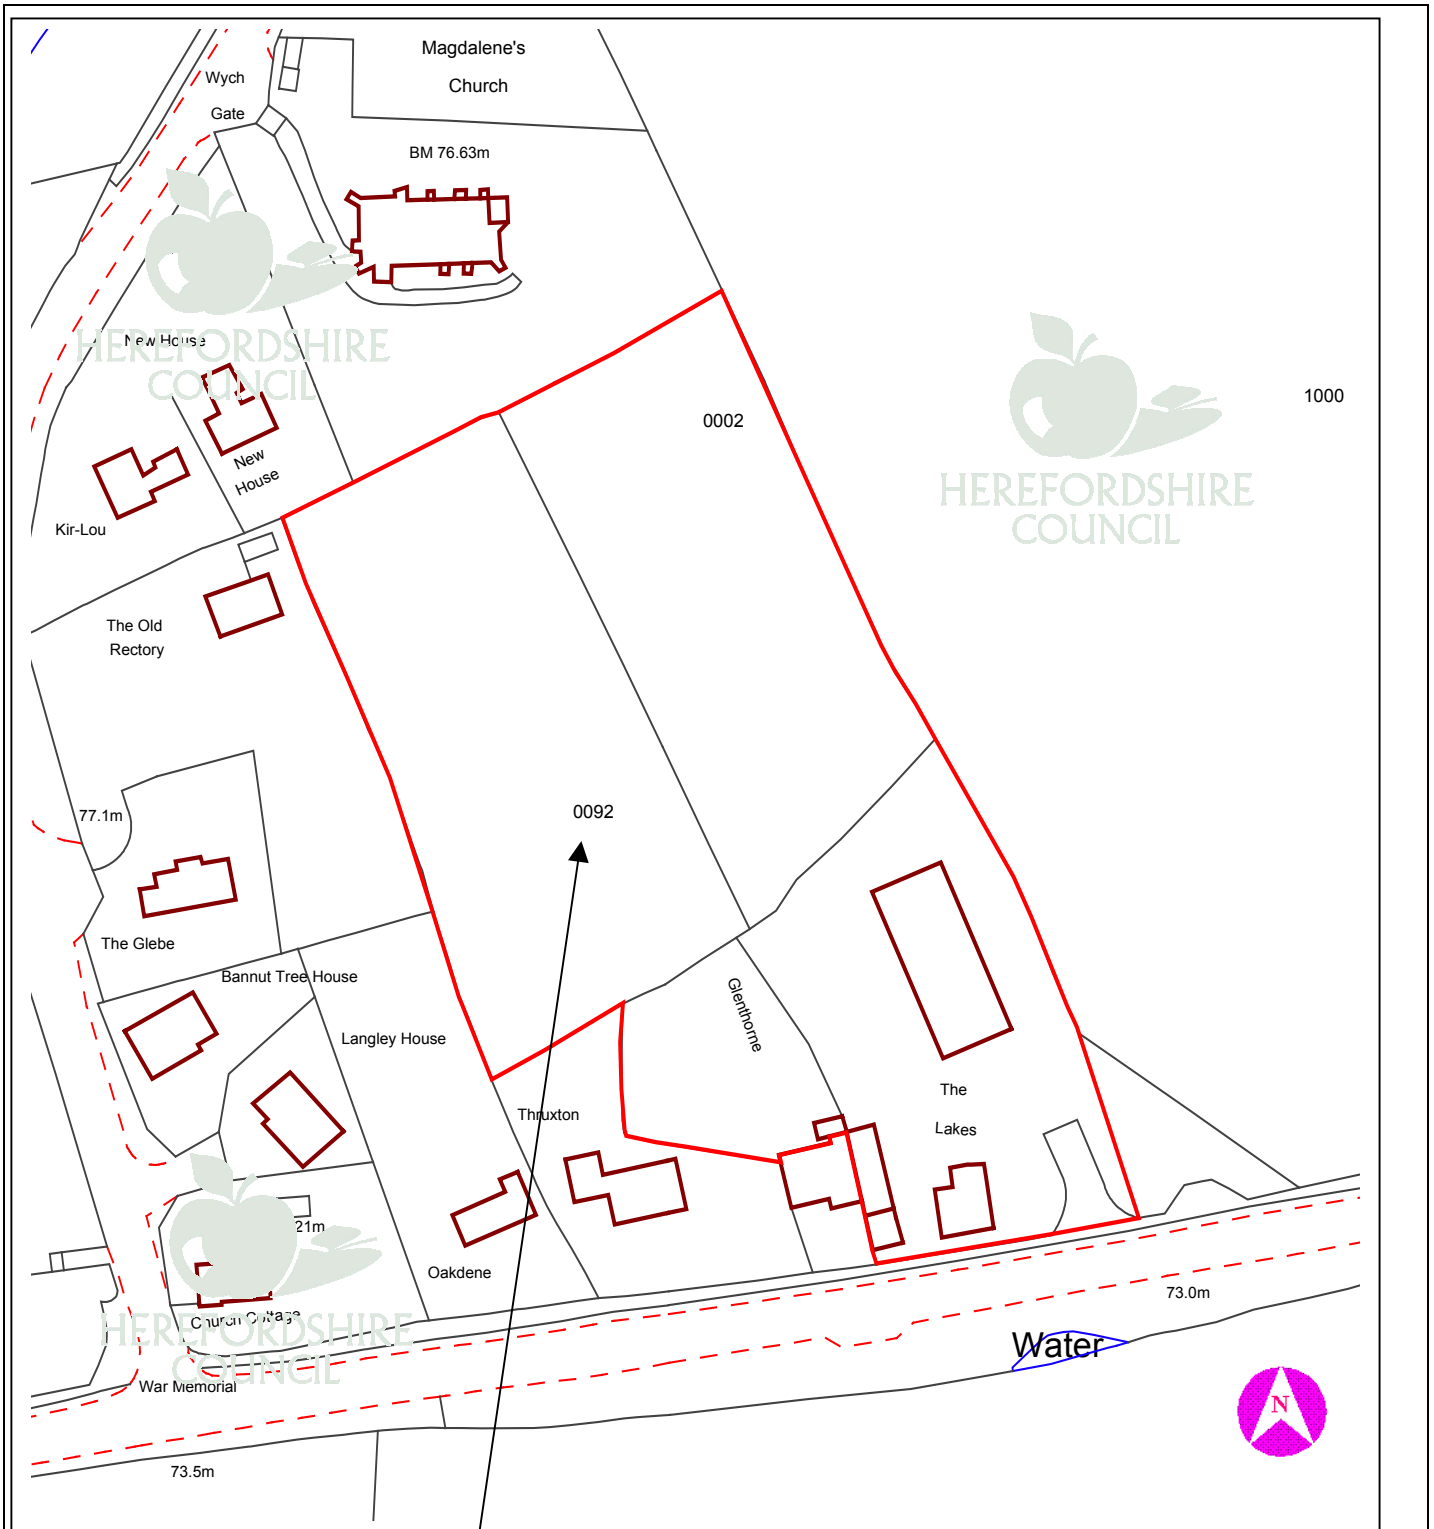 Magdalene's
Church
Wych
Gate
BM 76.63m
HEREFORDSHIRE
COUNCIL
New House
HEREFORDSHIRE
COUNCIL
1000
0002
New
House
Kir-Lou
The Old
Rectory
77.1m
0092
The Glebe
Bannut Tree House
Langley House
Glenthorne
The
Lakes
Thruxton
21m
Oakdene
Church Cottage
HEREFORDSHIRE
COUNCIL
War Memorial
73.0m
Water
N
73.5m